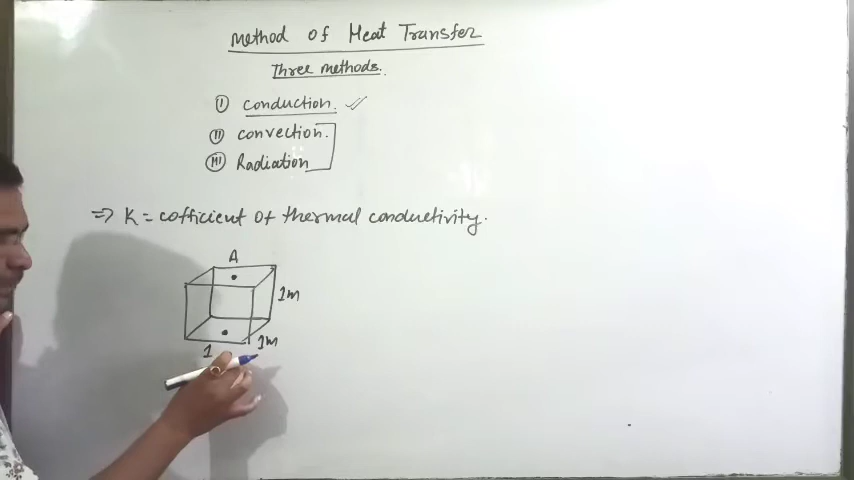 Method of Heat Transfer
Three methods.
(I) conduction. ✓
(II) convection.
(III) Radiation
⇒ K = cofficient of thermal conductivity.
A
1m
1m
1